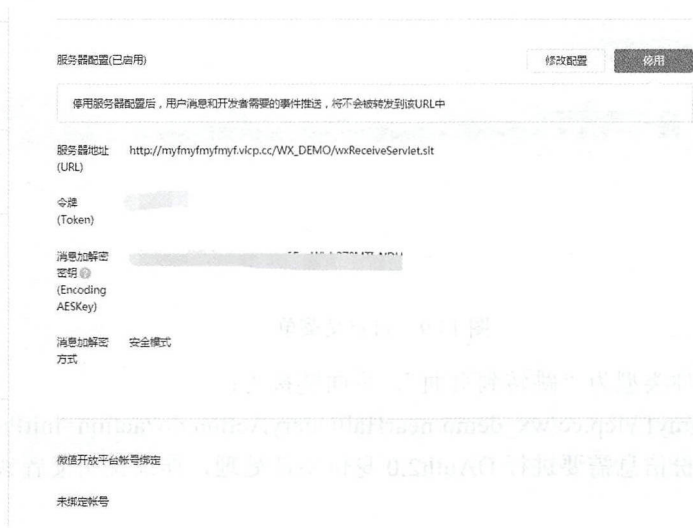 服务器配置(已启用)
修改配置
停用
停用服务器配置后，用户消息和开发者需要的事件推送，将不会被转发到该URL中
服务器地址 http://myfmyfmyfmyf.vicp.cc/WX_DEMO/wxReceiveServlet.slt
(URL)
令牌
(Token)
消息加解密
密钥
(Encoding
AESKey)
消息加解密 安全模式
方式
微信开放平台帐号绑定
未绑定帐号